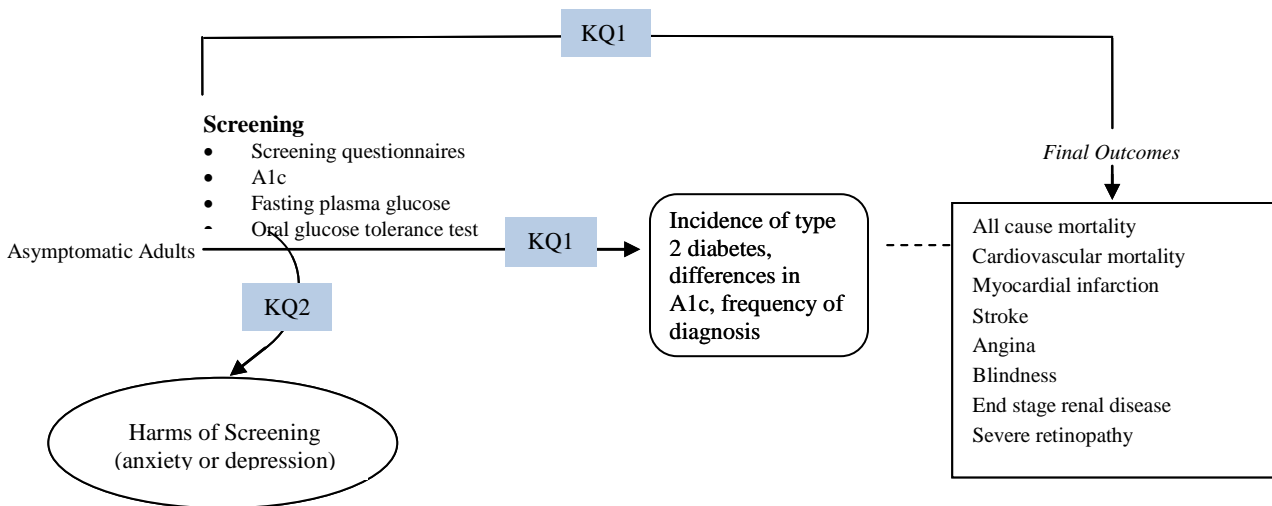 KQ1
Screening
• Screening questionnaires
• A1c
• Fasting plasma glucose
• Oral glucose tolerance test
Asymptomatic Adults
KQ1
KQ2
Harms of Screening
(anxiety or depression)
Incidence of type
2 diabetes,
differences in
A1c, frequency of
diagnosis
Final Outcomes
All cause mortality
Cardiovascular mortality
Myocardial infarction
Stroke
Angina
Blindness
End stage renal disease
Severe retinopathy